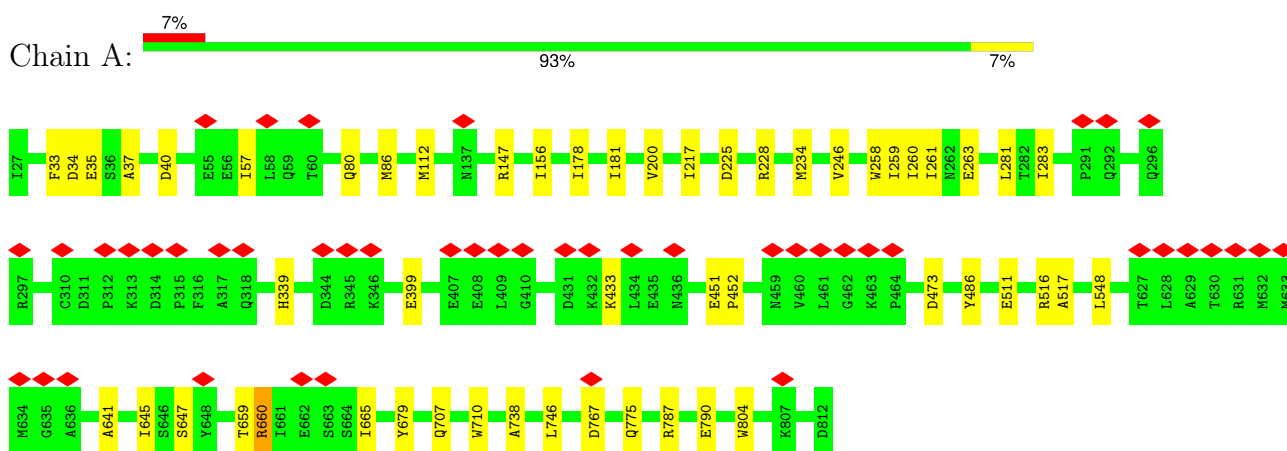 7%
Chain A:
93% 7%
I27 F33 D34 E35 S36 A37 D40 E55 E56 I57 L58 Q59 T60 Q80 M86 M112 N137 R147 I156 I178 I181 V200 I217 D225 R228 M234 V246 W258 I259 I260 I261 N262 E263 L281 T282 I283 P291 Q292 Q296
R297 C310 D311 P312 K313 D314 P315 F316 A317 Q318 H339 D344 R345 K346 E399 E407 E408 L409 G410 D431 K432 K433 L434 E435 N436 E451 P452 N459 V460 L461 G462 K463 P464 D473 Y486 E511 R516 A517 L548 T627 L628 A629 T630 R631 M632
M634 G635 A636 A641 I645 S646 S647 Y648 T659 R660 I661 E662 S663 S664 I665 Y679 Q707 W710 A738 L746 D767 Q775 R787 E790 W804 K807 D812